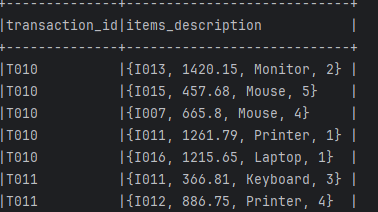 +--------------+----------------------------+
|transaction_id|items_description           |
+--------------+----------------------------+
|T010          |{I013, 1420.15, Monitor, 2} |
|T010          |{I015, 457.68, Mouse, 5}    |
|T010          |{I007, 665.8, Mouse, 4}     |
|T010          |{I011, 1261.79, Printer, 1} |
|T010          |{I016, 1215.65, Laptop, 1}  |
|T011          |{I011, 366.81, Keyboard, 3} |
|T011          |{I012, 886.75, Printer, 4}  |